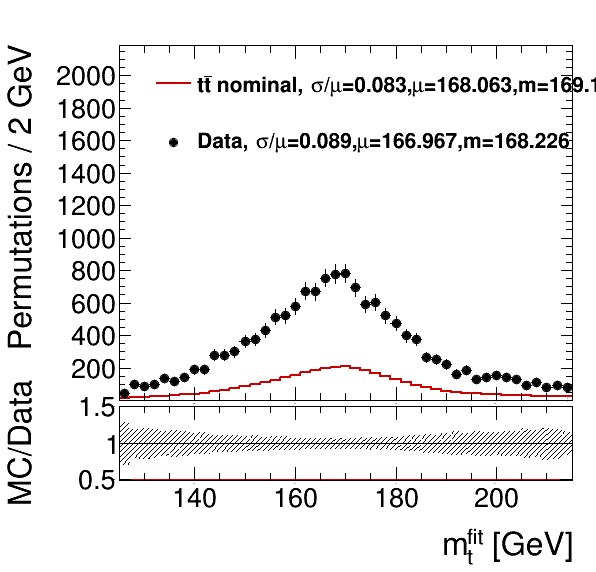 Permutations / 2 GeV
2000
1800
1600
1400
1200
1000
800
600
400
200
tt̄ nominal, σ/μ=0.083,μ=168.063,m=169.1
Data, σ/μ=0.089,μ=166.967,m=168.226
MC/Data
1.5
1
0.5
140 160 180 200
m_t^fit [GeV]